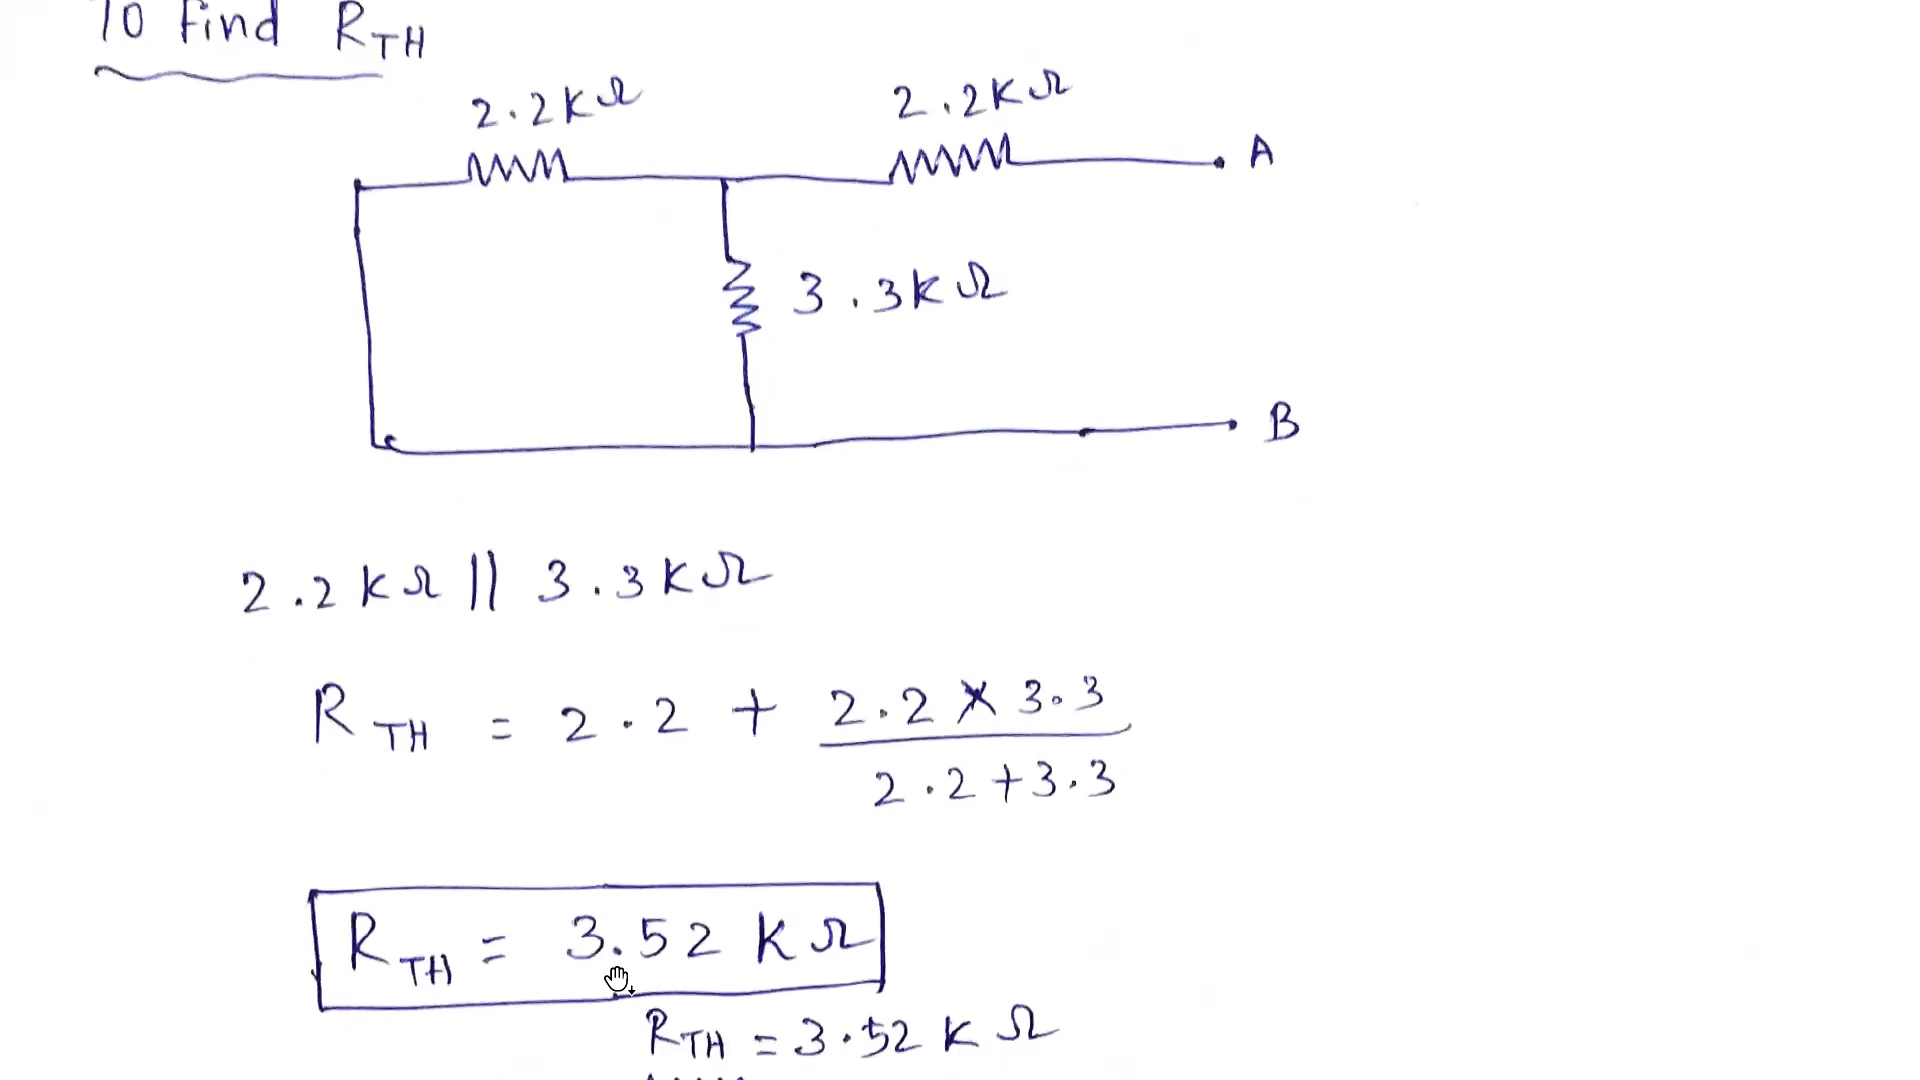 To Find RTH
2.2KΩ 2.2KΩ
A
3.3KΩ
B
2.2KΩ || 3.3KΩ
RTH = 2.2 + 2.2 X 3.3
2.2+3.3
RTH = 3.52 KΩ
RTH = 3.52 KΩ